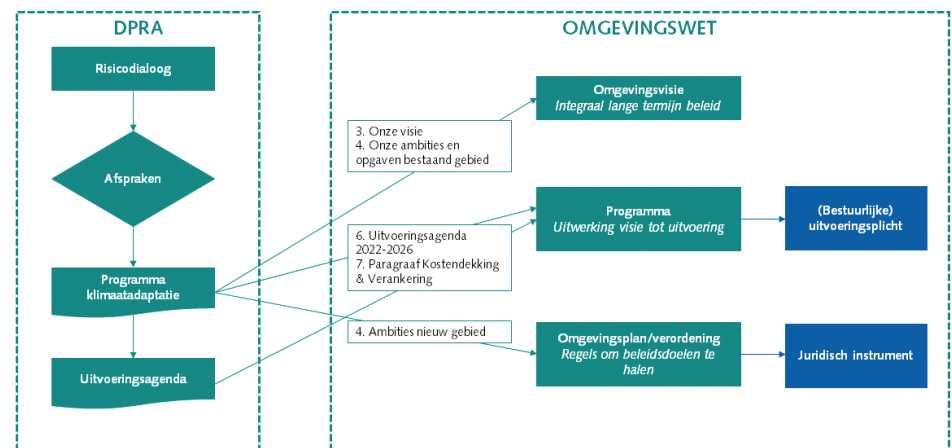 DPRA
Risicodialoog
Afspraken
Programma
klimaatadaptatie
Uitvoeringsagenda
OMGEVINGSWET
3. Onze visie
4. Onze ambities en
opgaven bestaand gebied
6. Uitvoeringsagenda
2022-2026
7. Paragraaf Kostendekking
& Verankering
4. Ambities nieuw gebied
Omgevingsvisie
Integraal lange termijn beleid
Programma
Uitwerking visie tot uitvoering
(Bestuurlijke)
uitvoeringsplicht
Omgevingsplan/verordening
Regels om beleidsdoelen te
halen
Juridisch instrument